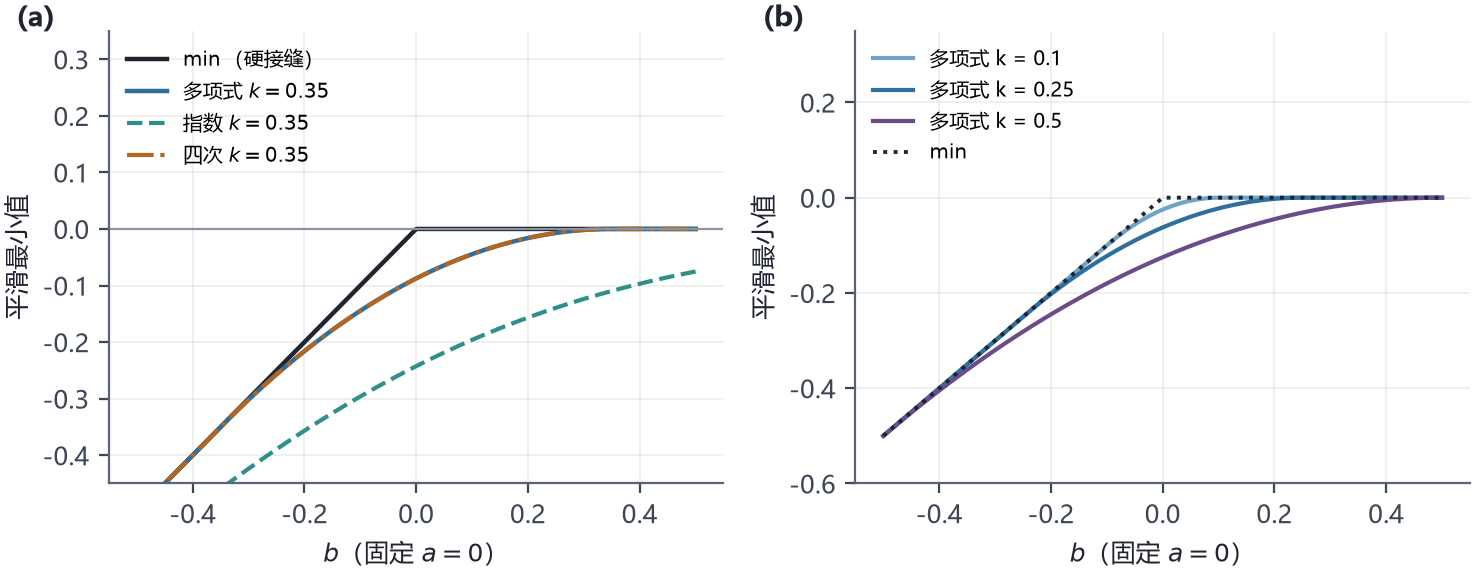 (a)
平滑最小值
0.3
0.2
0.1
0.0
-0.1
-0.2
-0.3
-0.4
min（硬接缝）
多项式 k = 0.35
指数 k = 0.35
四次 k = 0.35
-0.4
-0.2
0.0
0.2
0.4
b（固定 a = 0）
(b)
平滑最小值
0.2
0.0
-0.2
-0.4
-0.6
多项式 k = 0.1
多项式 k = 0.25
多项式 k = 0.5
min
-0.4
-0.2
0.0
0.2
0.4
b（固定 a = 0）